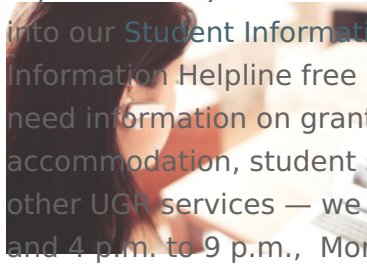 into our Student Informati
Information Helpline free
need information on grant
accommodation, student
other UGR services — we
and 4 p.m. to 9 p.m., Mon